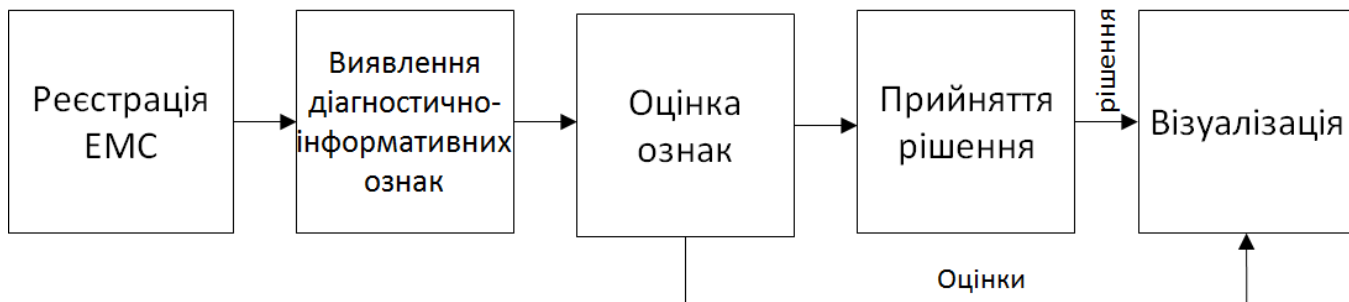 Реєстрація
ЕМС
Виявлення
діагностично-
інформативних
ознак
Оцінка
ознак
Прийняття
рішення
рішення
Візуалізація
Оцінки